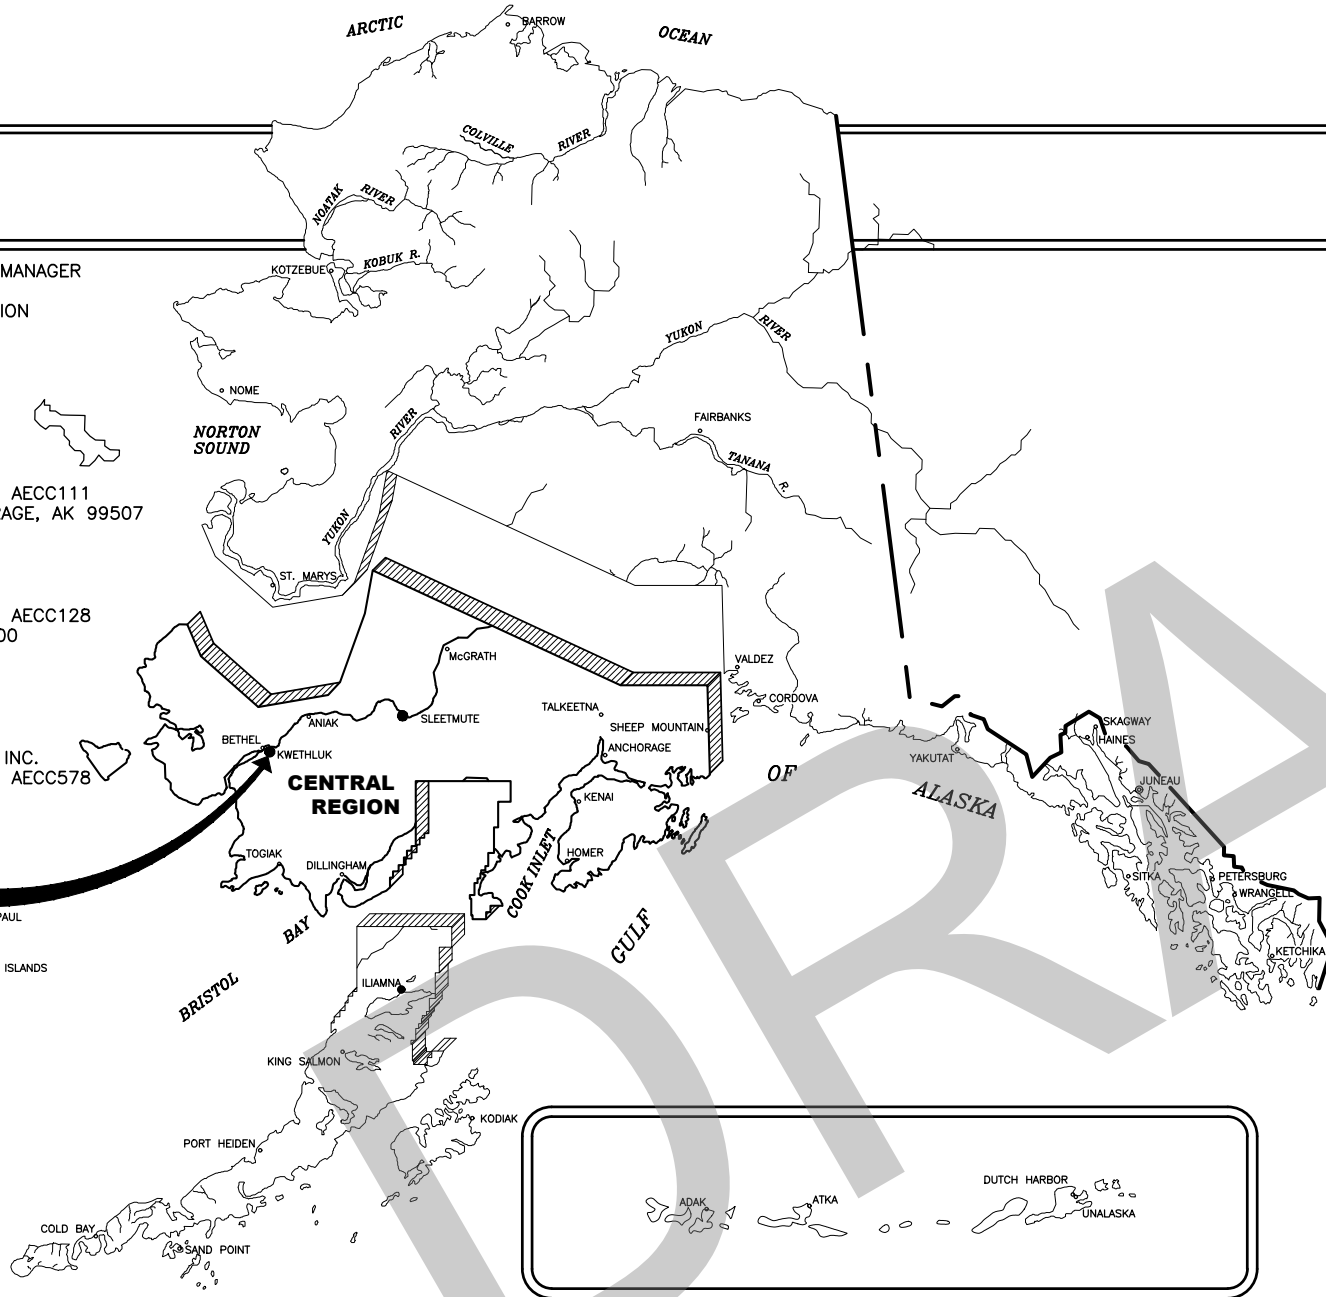 ARCTIC
OCEAN
BARROW
COLVILLE
RIVER
NOATAK
RIVER
KOBUK R.
KOTZEBUE
MANAGER
ION
YUKON
RIVER
NOME
NORTON
SOUND
RIVER
FAIRBANKS
TANANA
R.
AECC111
AGE, AK 99507
YUKON
ST. MARYS
AECC128
00
McGRATH
VALDEZ
CORDOVA
TALKEETNA
SLEETMUTE
ANIAK
SHEEP MOUNTAIN
BETHEL
KWETHLUK
ANCHORAGE
SKAGWAY
HAINES
YAKUTAT
INC.
AECC578
CENTRAL
REGION
KENAI
OF
ALASKA
JUNEAU
TOGIAK
DILLINGHAM
HOMER
COOK INLET
SITKA
PETERSBURG
WRANGELL
PAUL
BAY
GULF
KETCHIKA
ISLANDS
BRISTOL
ILIAMNA
KING SALMON
KODIAK
PORT HEIDEN
COLD BAY
SAND POINT
ADAK
ATKA
DUTCH HARBOR
UNALASKA
DRA